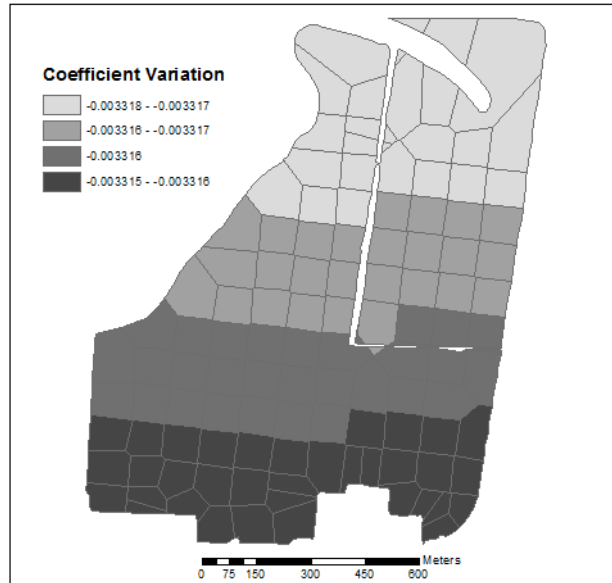 Coefficient Variation
-0.003318 - -0.003317
-0.003316 - -0.003317
-0.003316
-0.003315 - -0.003316
Meters
0 75 150 300 450 600